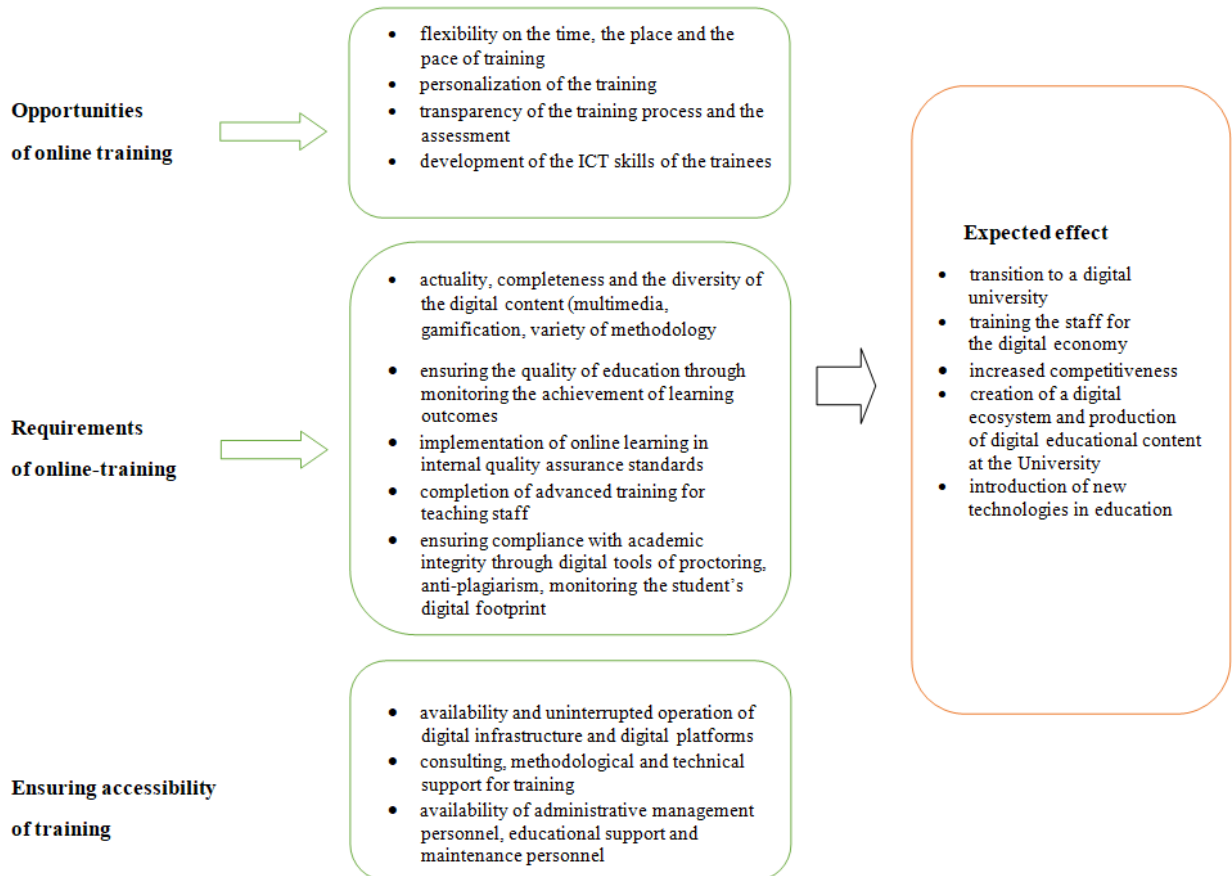 Opportunities
of online training
• flexibility on the time, the place and the
pace of training
• personalization of the training
• transparency of the training process and the
assessment
• development of the ICT skills of the trainees
Requirements
of online-training
• actuality, completeness and the diversity of
the digital content (multimedia,
gamification, variety of methodology
• ensuring the quality of education through
monitoring the achievement of learning
outcomes
• implementation of online learning in
internal quality assurance standards
• completion of advanced training for
teaching staff
• ensuring compliance with academic
integrity through digital tools of proctoring,
anti-plagiarism, monitoring the student’s
digital footprint
Ensuring accessibility
of training
• availability and uninterrupted operation of
digital infrastructure and digital platforms
• consulting, methodological and technical
support for training
• availability of administrative management
personnel, educational support and
maintenance personnel
Expected effect
• transition to a digital
university
• training the staff for
the digital economy
• increased competitiveness
• creation of a digital
ecosystem and production
of digital educational content
at the University
• introduction of new
technologies in education